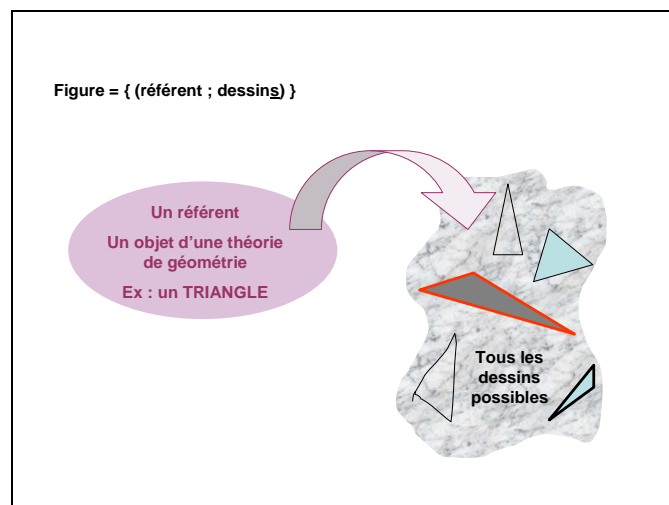 Figure = { (référent ; dessins) }
Un référent
Un objet d'une théorie
de géométrie
Ex : un TRIANGLE
Tous les
dessins
possibles